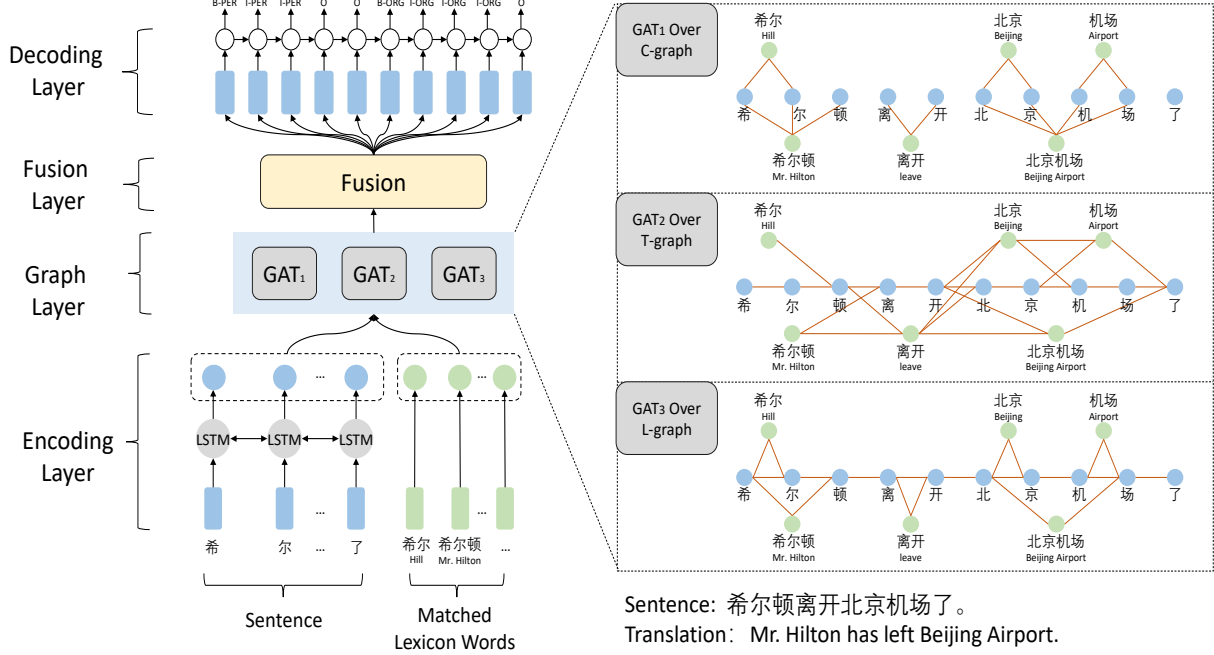 B-PER I-PER I-PER O O B-ORG I-ORG I-ORG I-ORG O
Decoding
Layer
Fusion
Layer
Fusion
Graph
Layer
GAT1 GAT2 GAT3
Encoding
Layer
LSTM LSTM LSTM
... ...
希 尔 ... 了
希尔 希尔顿 ...
Hill Mr. Hilton
Sentence
Matched
Lexicon Words
GAT1 Over
C-graph
希尔 北京 机场
Hill Beijing Airport
希 尔 顿 离 开 北 京 机 场 了
希尔顿 离开 北京机场
Mr. Hilton leave Beijing Airport
GAT2 Over
T-graph
希尔 北京 机场
Hill Beijing Airport
希 尔 顿 离 开 北 京 机 场 了
希尔顿 离开 北京机场
Mr. Hilton leave Beijing Airport
GAT3 Over
L-graph
希尔 北京 机场
Hill Beijing Airport
希 尔 顿 离 开 北 京 机 场 了
希尔顿 离开 北京机场
Mr. Hilton leave Beijing Airport
Sentence: 希尔顿离开北京机场了。
Translation: Mr. Hilton has left Beijing Airport.